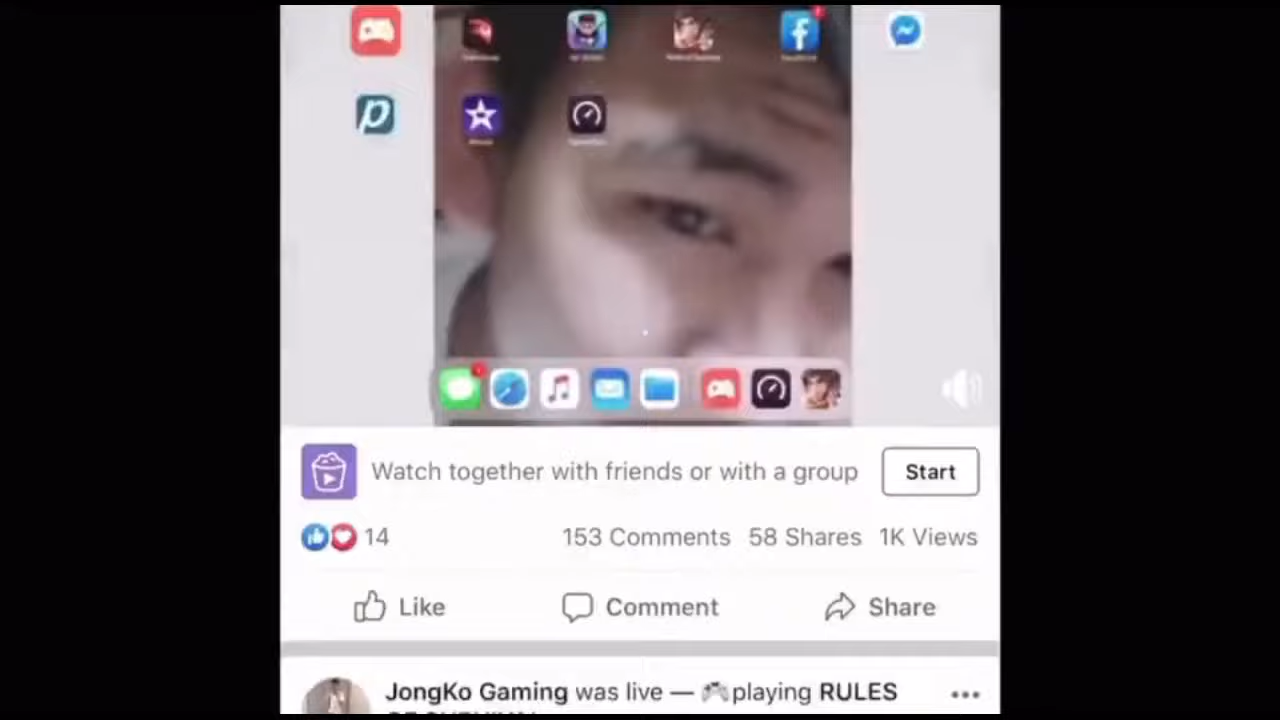 Watch together with friends or with a group
Start
14
153 Comments 58 Shares 1K Views
Like Comment Share
JongKo Gaming was live — 🎮playing RULES